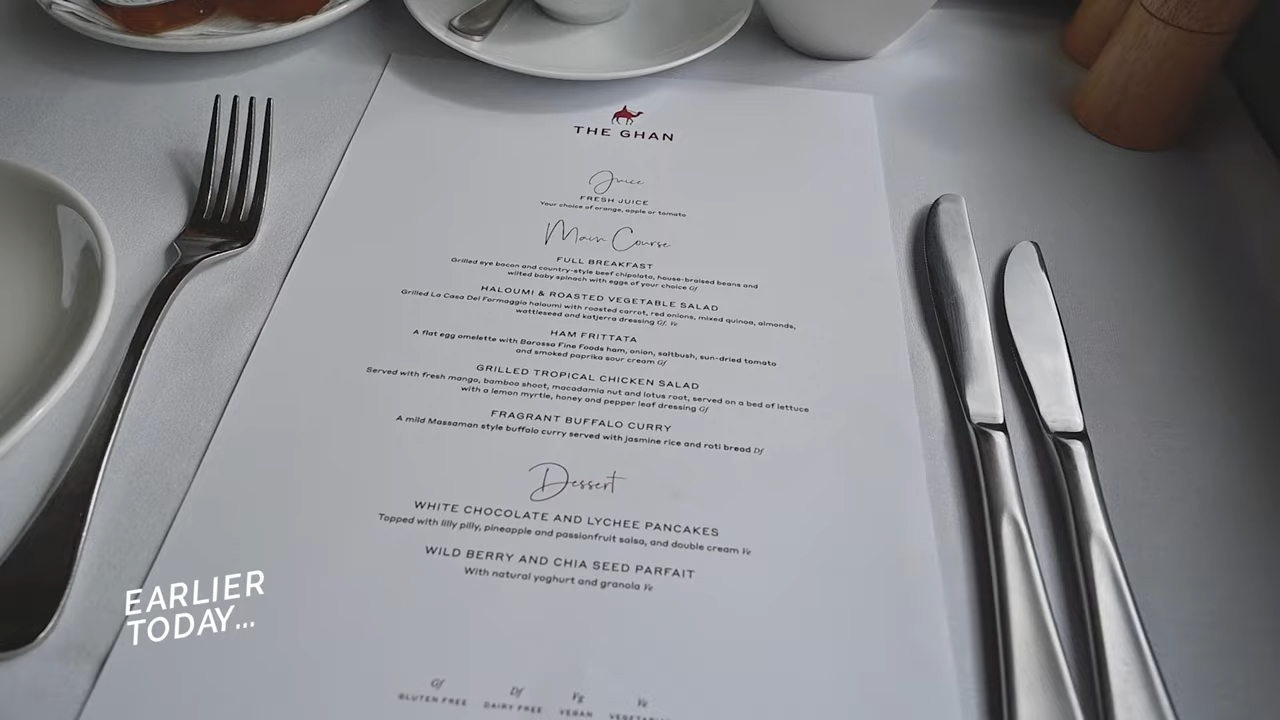 THE GHAN
Juice
FRESH JUICE
Your choice of orange, apple or tomato
Main Course
FULL BREAKFAST
Grilled eye bacon and country-style beef chipolata, house-braised beans and
wilted baby spinach with eggs of your choice Gf
HALOUMI & ROASTED VEGETABLE SALAD
Grilled La Casa Del Formaggio haloumi with roasted carrot, red onions, mixed quinoa, almonds,
wattleseed and katjerra dressing Gf, Ve
HAM FRITTATA
A flat egg omelette with Barossa Fine Foods ham, onion, saltbush, sun-dried tomato
and smoked paprika sour cream Gf
GRILLED TROPICAL CHICKEN SALAD
Served with fresh mango, bamboo shoot, macadamia nut and lotus root, served on a bed of lettuce
with a lemon myrtle, honey and pepper leaf dressing Gf
FRAGRANT BUFFALO CURRY
A mild Massaman style buffalo curry served with jasmine rice and roti bread Df
Dessert
WHITE CHOCOLATE AND LYCHEE PANCAKES
Topped with lilly pilly, pineapple and passionfruit salsa, and double cream Ve
WILD BERRY AND CHIA SEED PARFAIT
With natural yoghurt and granola Ve
EARLIER
TODAY...
Gf Df Vg Ve
GLUTEN FREE DAIRY FREE VEGAN